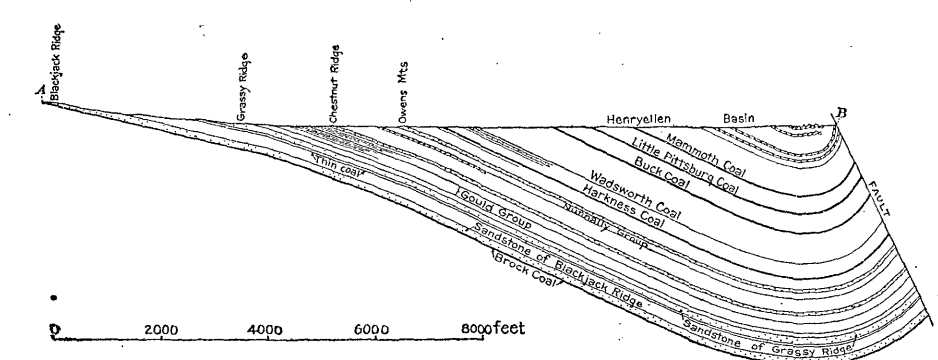 Blackjack Ridge
Grassy Ridge
Chestnut Ridge
Owens Mts
A
Henryellen Basin
B
Mammoth Coal
Little Pittsburg Coal
Buck Coal
Wadsworth Coal
Harkness Coal
FAULT
Thin coal
Nunnally Group
Gould Group
Sandstone of Blackjack Ridge
Brock Coal
Sandstone of Grassy Ridge
0 2000 4000 6000 8000 feet